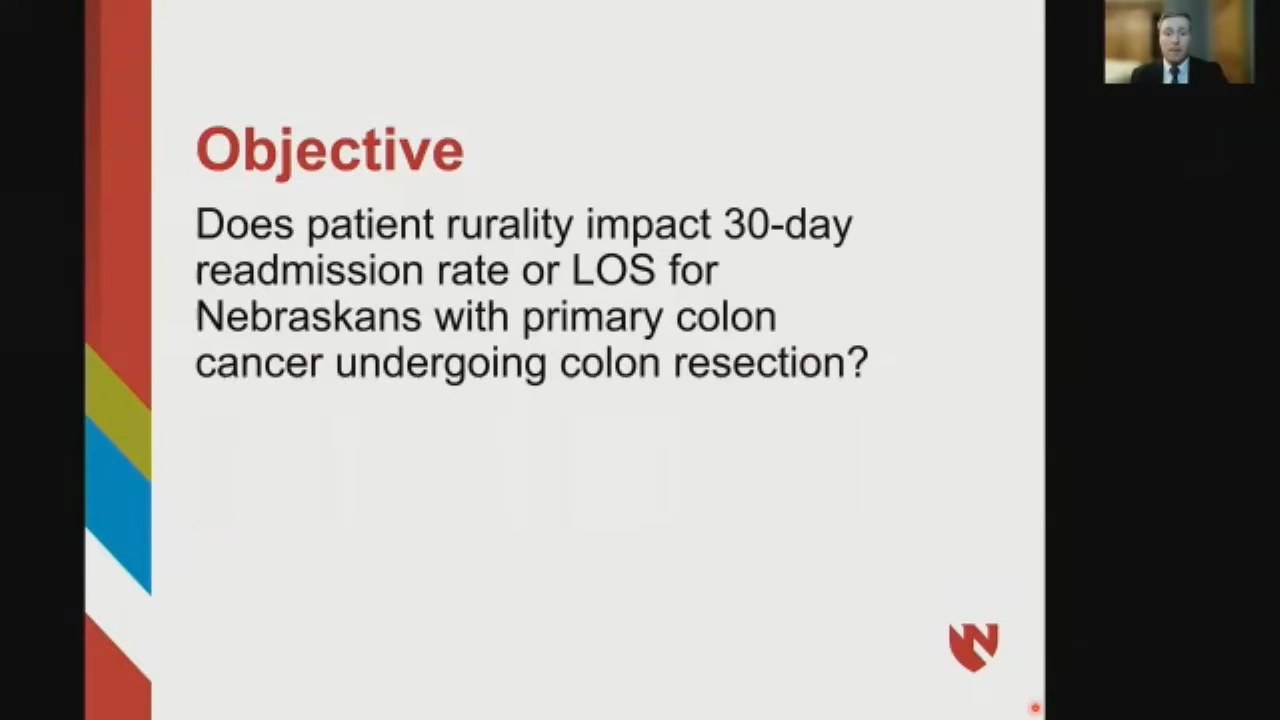 Objective
Does patient rurality impact 30-day
readmission rate or LOS for
Nebraskans with primary colon
cancer undergoing colon resection?